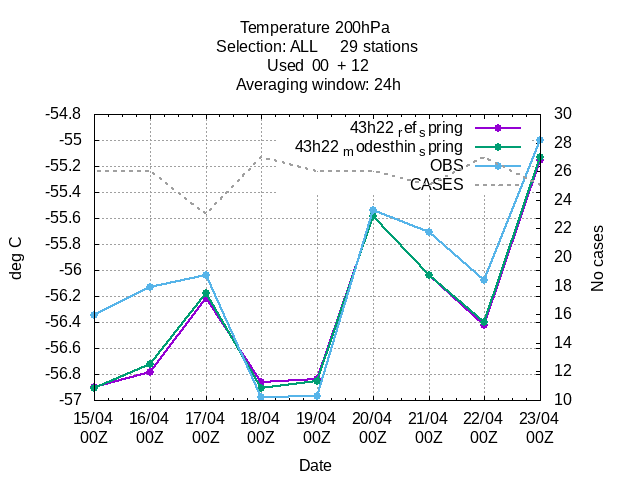 Temperature 200hPa
Selection: ALL     29 stations
Used  00  + 12
Averaging window: 24h
43h22 ref spring
43h22 modesthin spring
OBS
CASES
-54.8
-55
-55.2
-55.4
-55.6
-55.8
-56
-56.2
-56.4
-56.6
-56.8
-57
deg C
30
28
26
24
22
20
18
16
14
12
10
No cases
15/04 16/04 17/04 18/04 19/04 20/04 21/04 22/04 23/04
00Z 00Z 00Z 00Z 00Z 00Z 00Z 00Z 00Z
Date